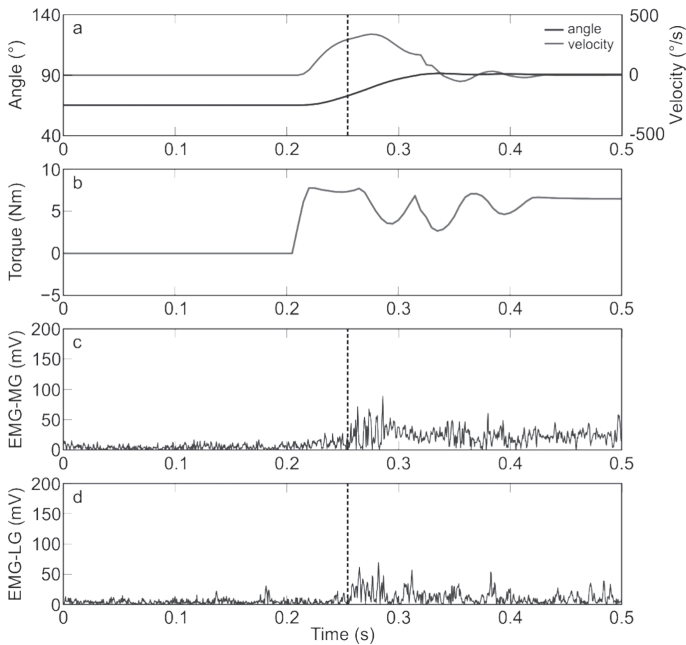 140
90
40
Angle (°)
a
angle
velocity
500
0
-500
Velocity (°/s)
0 0.1 0.2 0.3 0.4 0.5
10
5
0
−5
Torque (Nm)
b
0 0.1 0.2 0.3 0.4 0.5
200
150
100
50
0
EMG-MG (mV)
c
0 0.1 0.2 0.3 0.4 0.5
200
150
100
50
0
EMG-LG (mV)
d
0 0.1 0.2 0.3 0.4 0.5
Time (s)